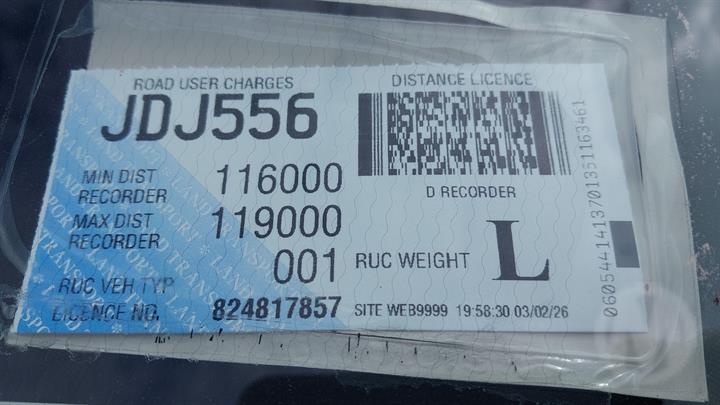 ROAD USER CHARGES
DISTANCE LICENCE
JDJ556
MIN DIST RECORDER 116000
D RECORDER
MAX DIST RECORDER 119000
RUC VEH TYP 001
RUC WEIGHT L
LICENCE NO. 824817857
SITE WEB9999 19:58:30 03/02/26
0605441413701351163461